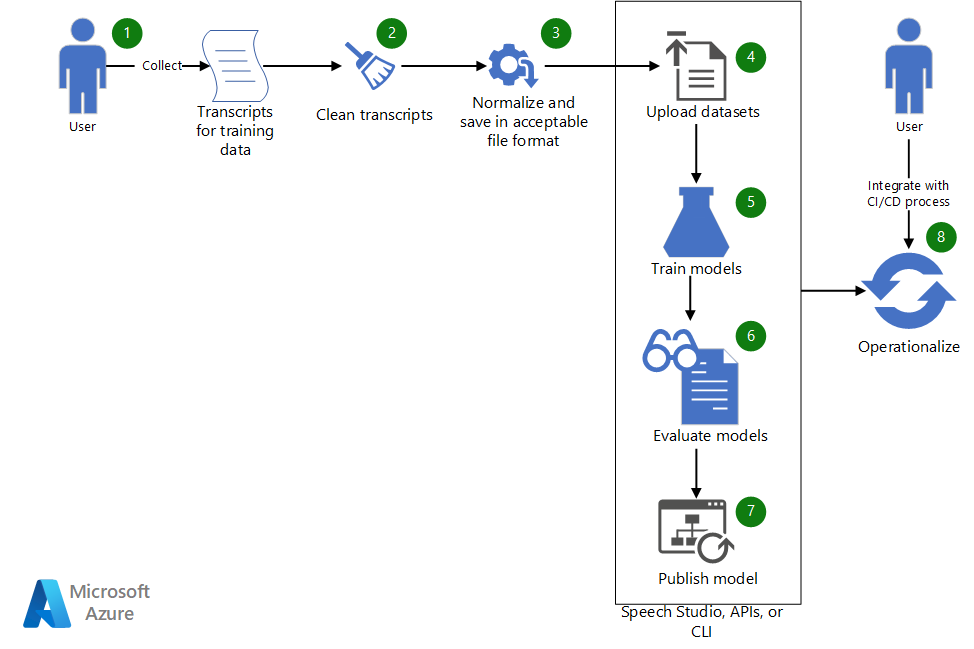 1
User
Collect
Transcripts
for training
data
2
Clean transcripts
3
Normalize and
save in acceptable
file format
4
Upload datasets
5
Train models
6
Evaluate models
7
Publish model
Speech Studio, APIs, or
CLI
User
Integrate with
CI/CD process
8
Operationalize
Microsoft
Azure